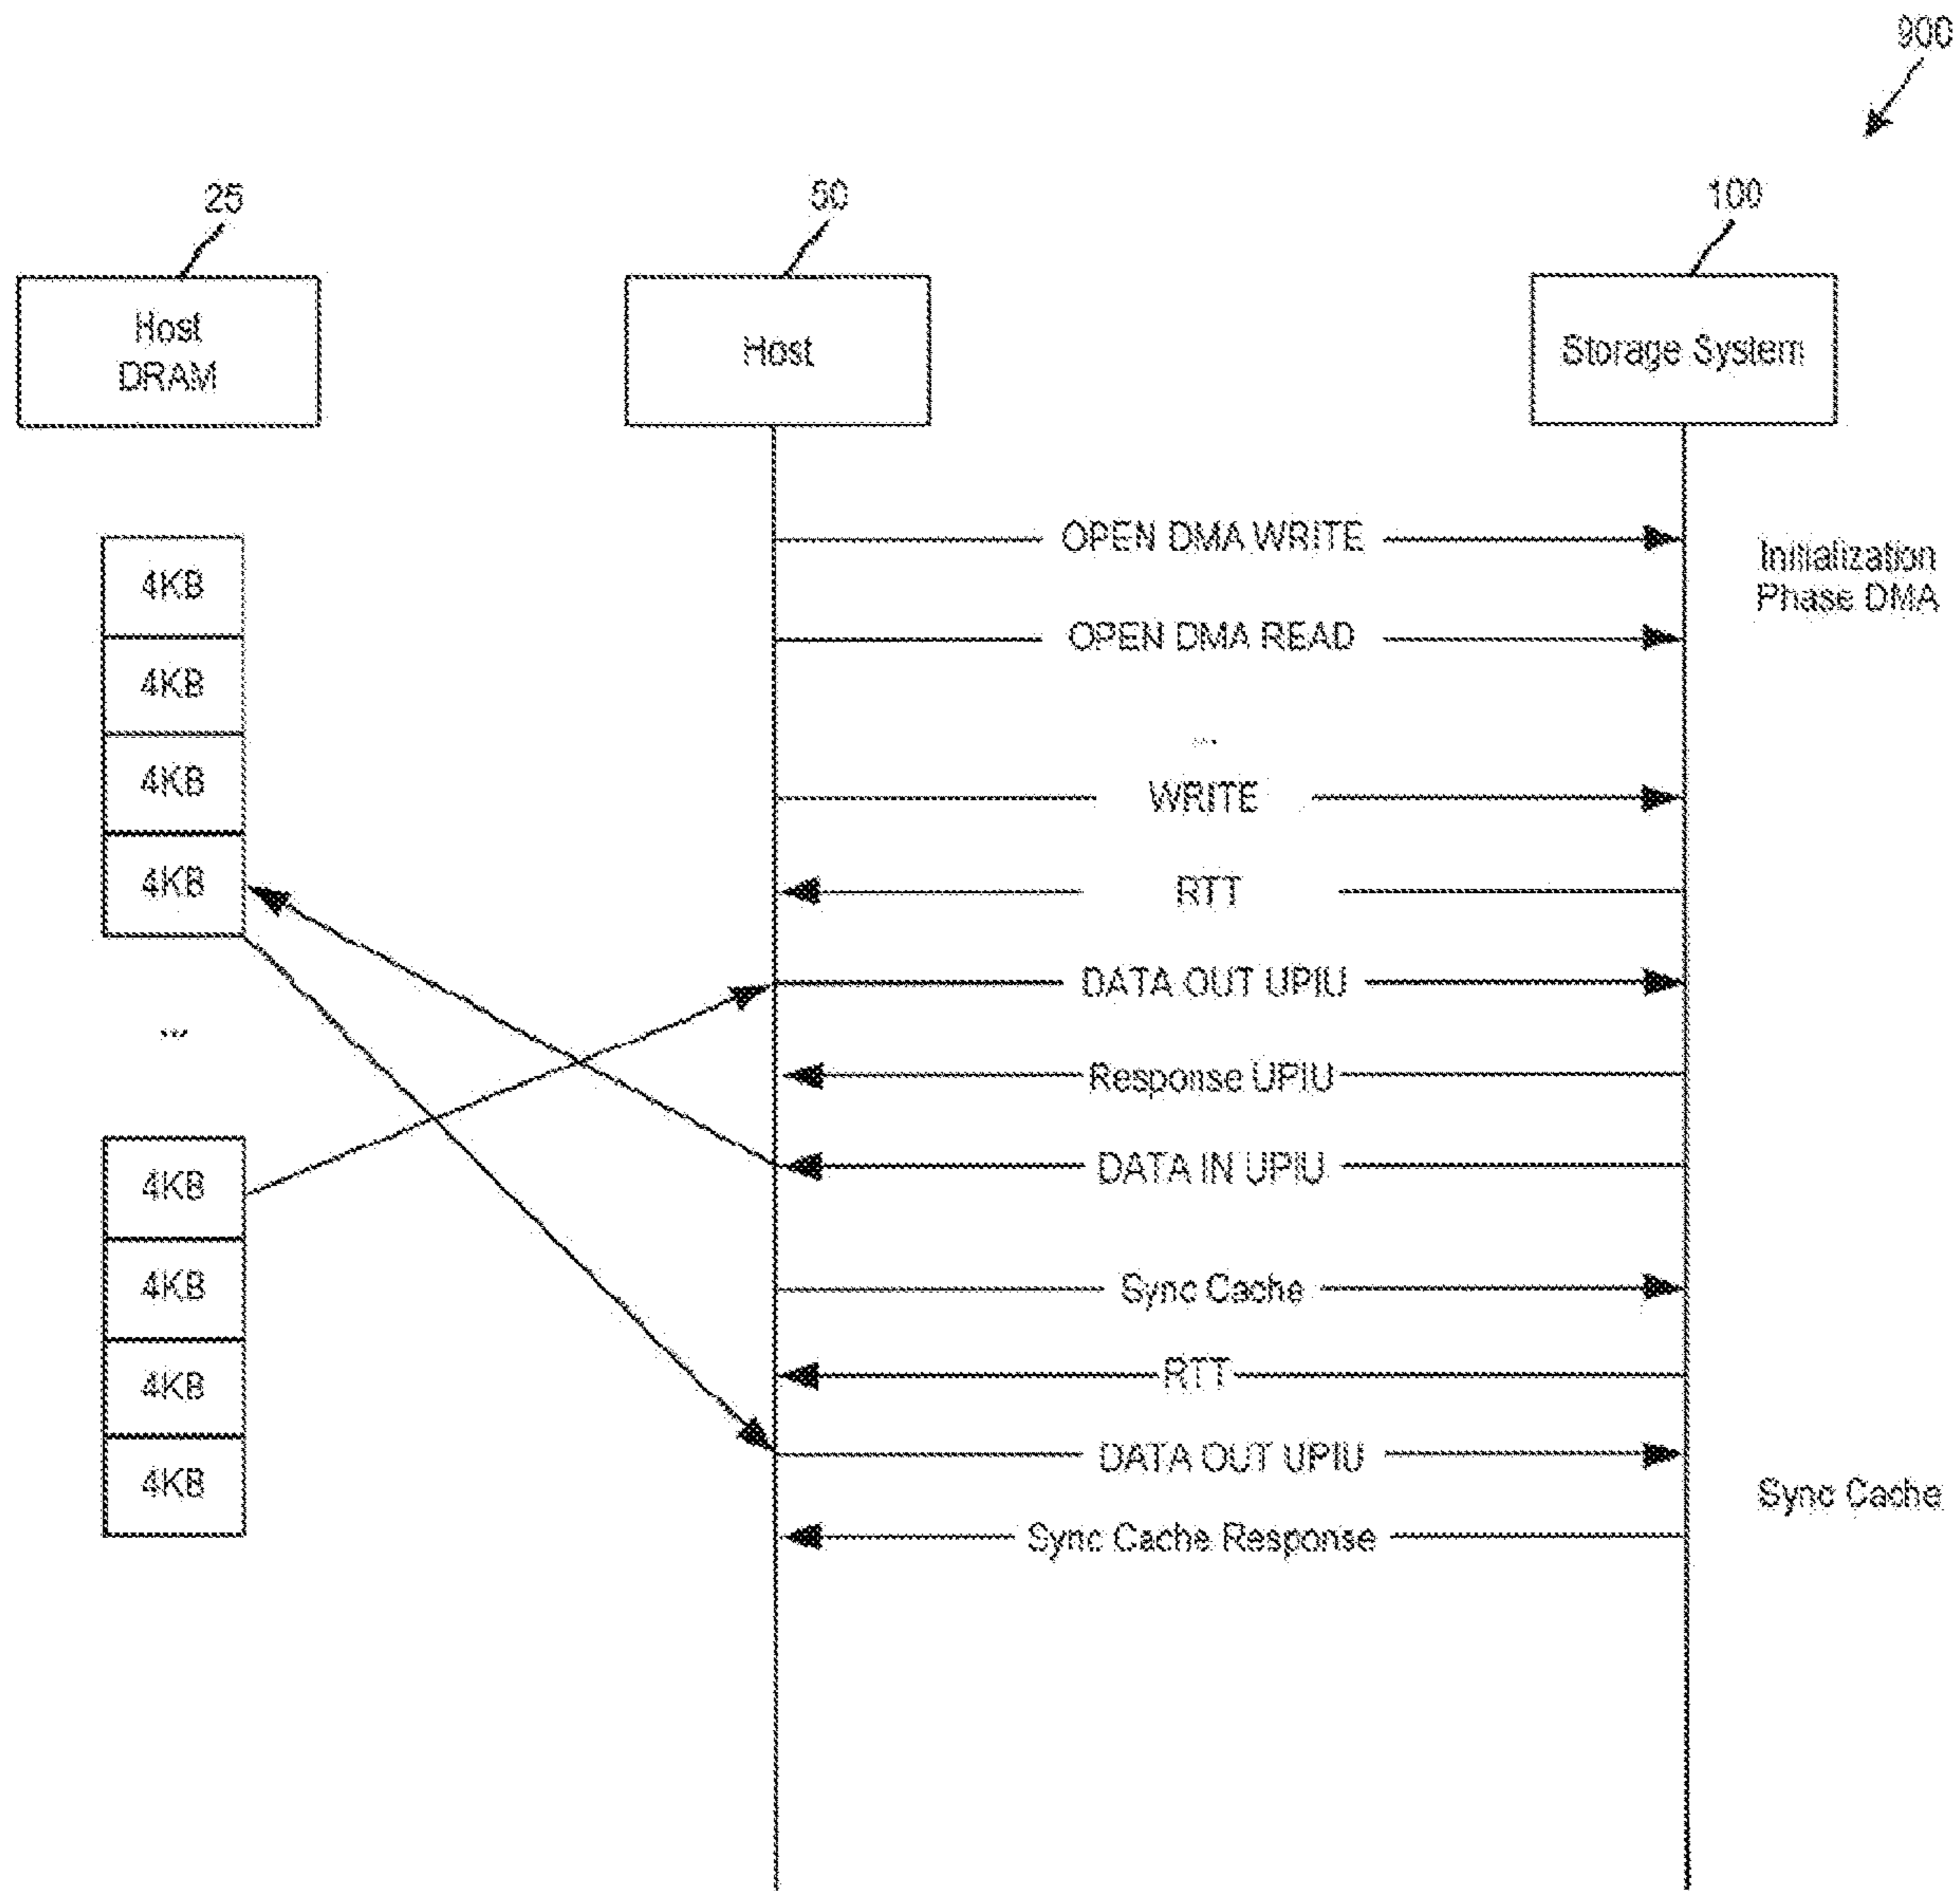 900
25
50
100
Host
DRAM
Host
Storage System
OPEN DMA WRITE
Initialization
Phase DMA
4KB
OPEN DMA READ
4KB
...
4KB
WRITE
4KB
RTT
DATA OUT UPIU
...
Response UPIU
DATA IN UPIU
4KB
Sync Cache
4KB
RTT
4KB
DATA OUT UPIU
4KB
Sync Cache
Sync Cache Response